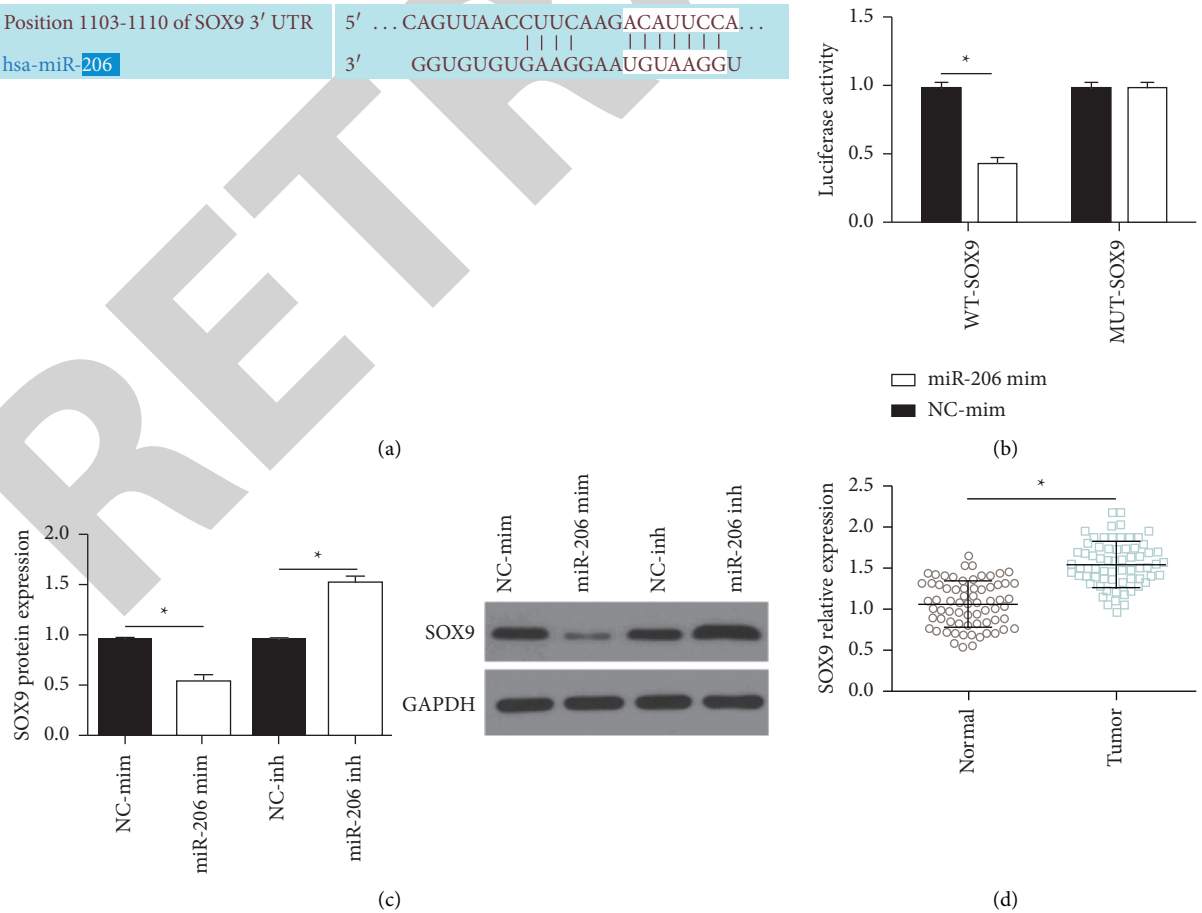 Position 1103-1110 of SOX9 3′ UTR 5′ ...CAGUUAACCUUCAAGACAUUCCA...
hsa-miR-206 3′ GGUGUGUGAAGGAAUGUAAGGU
(a)
Luciferase activity
1.5
1.0
0.5
0.0
*
WT-SOX9
MUT-SOX9
miR-206 mim
NC-mim
(b)
SOX9 protein expression
2.0
1.5
1.0
0.5
0.0
*
*
NC-mim
miR-206 mim
NC-inh
miR-206 inh
NC-mim
miR-206 mim
NC-inh
miR-206 inh
SOX9
GAPDH
(c)
SOX9 relative expression
2.5
2.0
1.5
1.0
0.5
0.0
*
Normal
Tumor
(d)
RETR